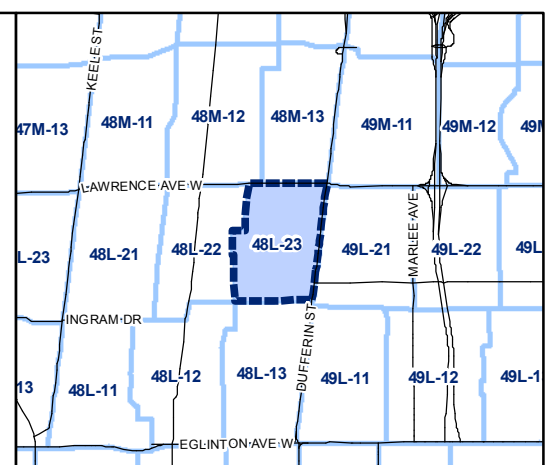 KEELE ST
47M-13
48M-11
48M-12
48M-13
49M-11
49M-12
49M
LAWRENCE AVE W
L-23
48L-21
48L-22
48L-23
49L-21
MARLEE AVE
49L-22
49L
INGRAM DR
DUFFERIN ST
13
48L-11
48L-12
48L-13
49L-11
49L-12
49L-1
EGLINTON AVE W